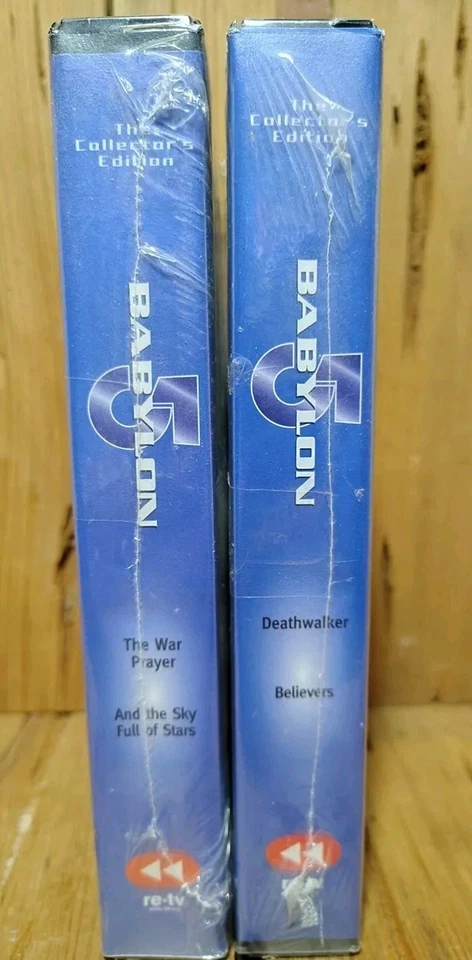 The
Collector's
Edition
BABYLON
5
The War
Prayer
And the Sky
Full of Stars
re-tv
The
Collector's
Edition
BABYLON
5
Deathwalker
Believers